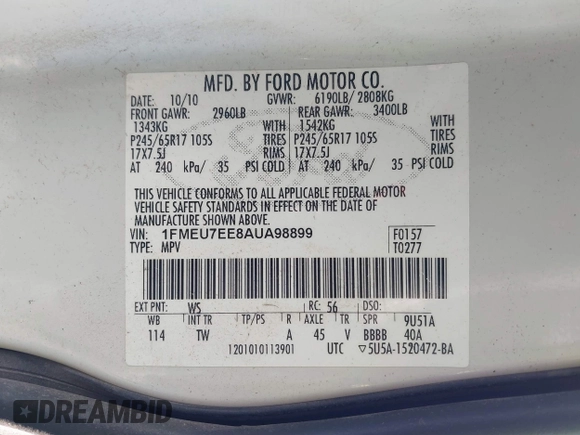 MFD. BY FORD MOTOR CO.
DATE: 10/10 GVWR: 6190LB/ 2808KG
FRONT GAWR: 2960LB REAR GAWR: 3400LB
1343KG WITH 1542KG WITH
P245/65R17 105S TIRES P245/65R17 105S TIRES
17X7.5J RIMS 17X7.5J RIMS
AT 240 kPa/ 35 PSI COLD AT 240 kPa/ 35 PSI COLD
THIS VEHICLE CONFORMS TO ALL APPLICABLE FEDERAL MOTOR
VEHICLE SAFETY STANDARDS IN EFFECT ON THE DATE OF
MANUFACTURE SHOWN ABOVE.
VIN: 1FMEU7EE8AUA98899 F0157
TYPE: MPV T0277
EXT PNT: WS RC: 56 DSO:
WB INT TR TP/PS R AXLE TR SPR 9U51A
114 TW A 45 V BBBB 40A
1201010113901 UTC ▽5U5A-1520472-BA
DREAMBID